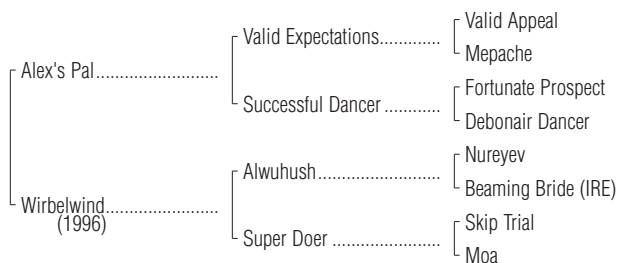 Valid Appeal
Valid Expectations.............
Mepache
Alex's Pal..........................
Fortunate Prospect
Successful Dancer ............
Debonair Dancer
Nureyev
Alwuhush..........................
Beaming Bride (IRE)
Wirbelwind........................
(1996)
Skip Trial
Super Doer .......................
Moa